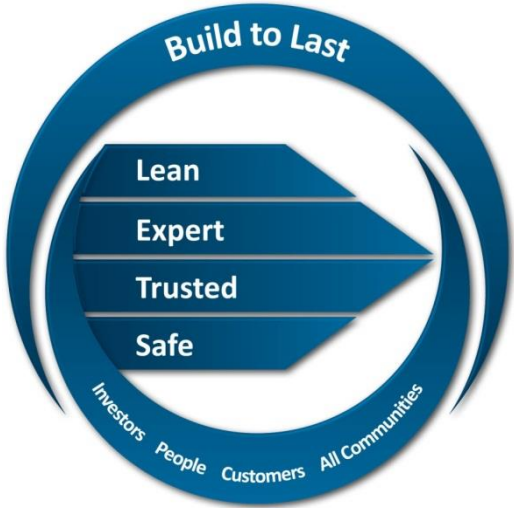 Build to Last
Lean
Expert
Trusted
Safe
Investors People Customers All Communities